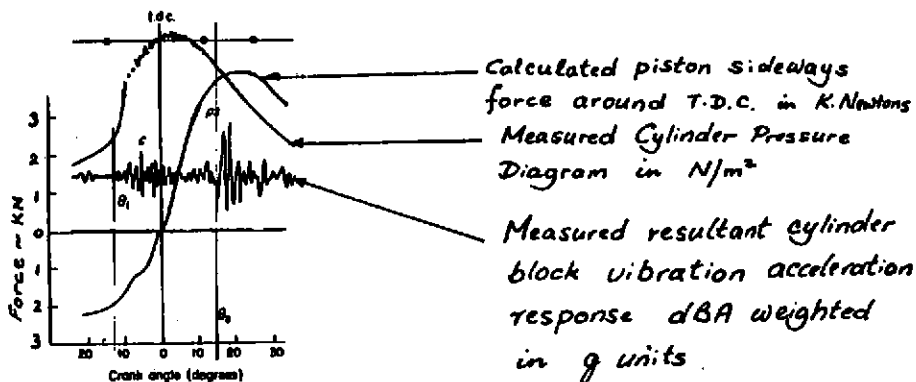 t.d.c.
Calculated piston sideways
force around T.D.C. in K.Newtons
Measured Cylinder Pressure
Diagram in N/m²
Measured resultant cylinder
block vibration acceleration
response dBA weighted
in g units
Force ~ KN
3
2
1
0
1
2
3
c
ps
θ₁
θ₀
20 10 0 10 20 30
Crank angle (degrees)